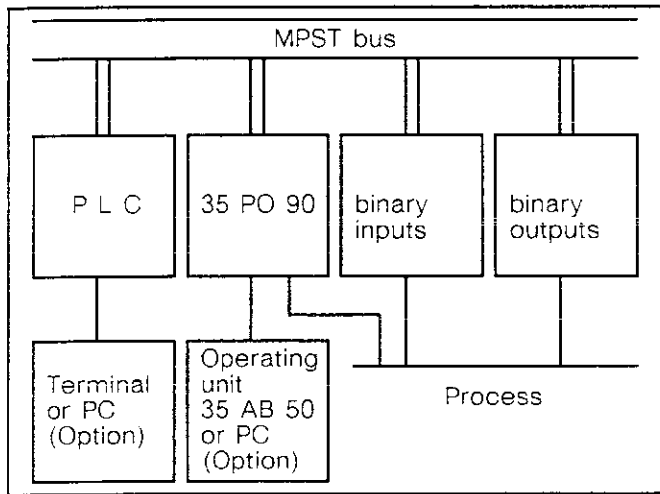 MPST bus
P L C
35 PO 90
binary
inputs
binary
outputs
Terminal
or PC
(Option)
Operating
unit
35 AB 50
or PC
(Option)
Process